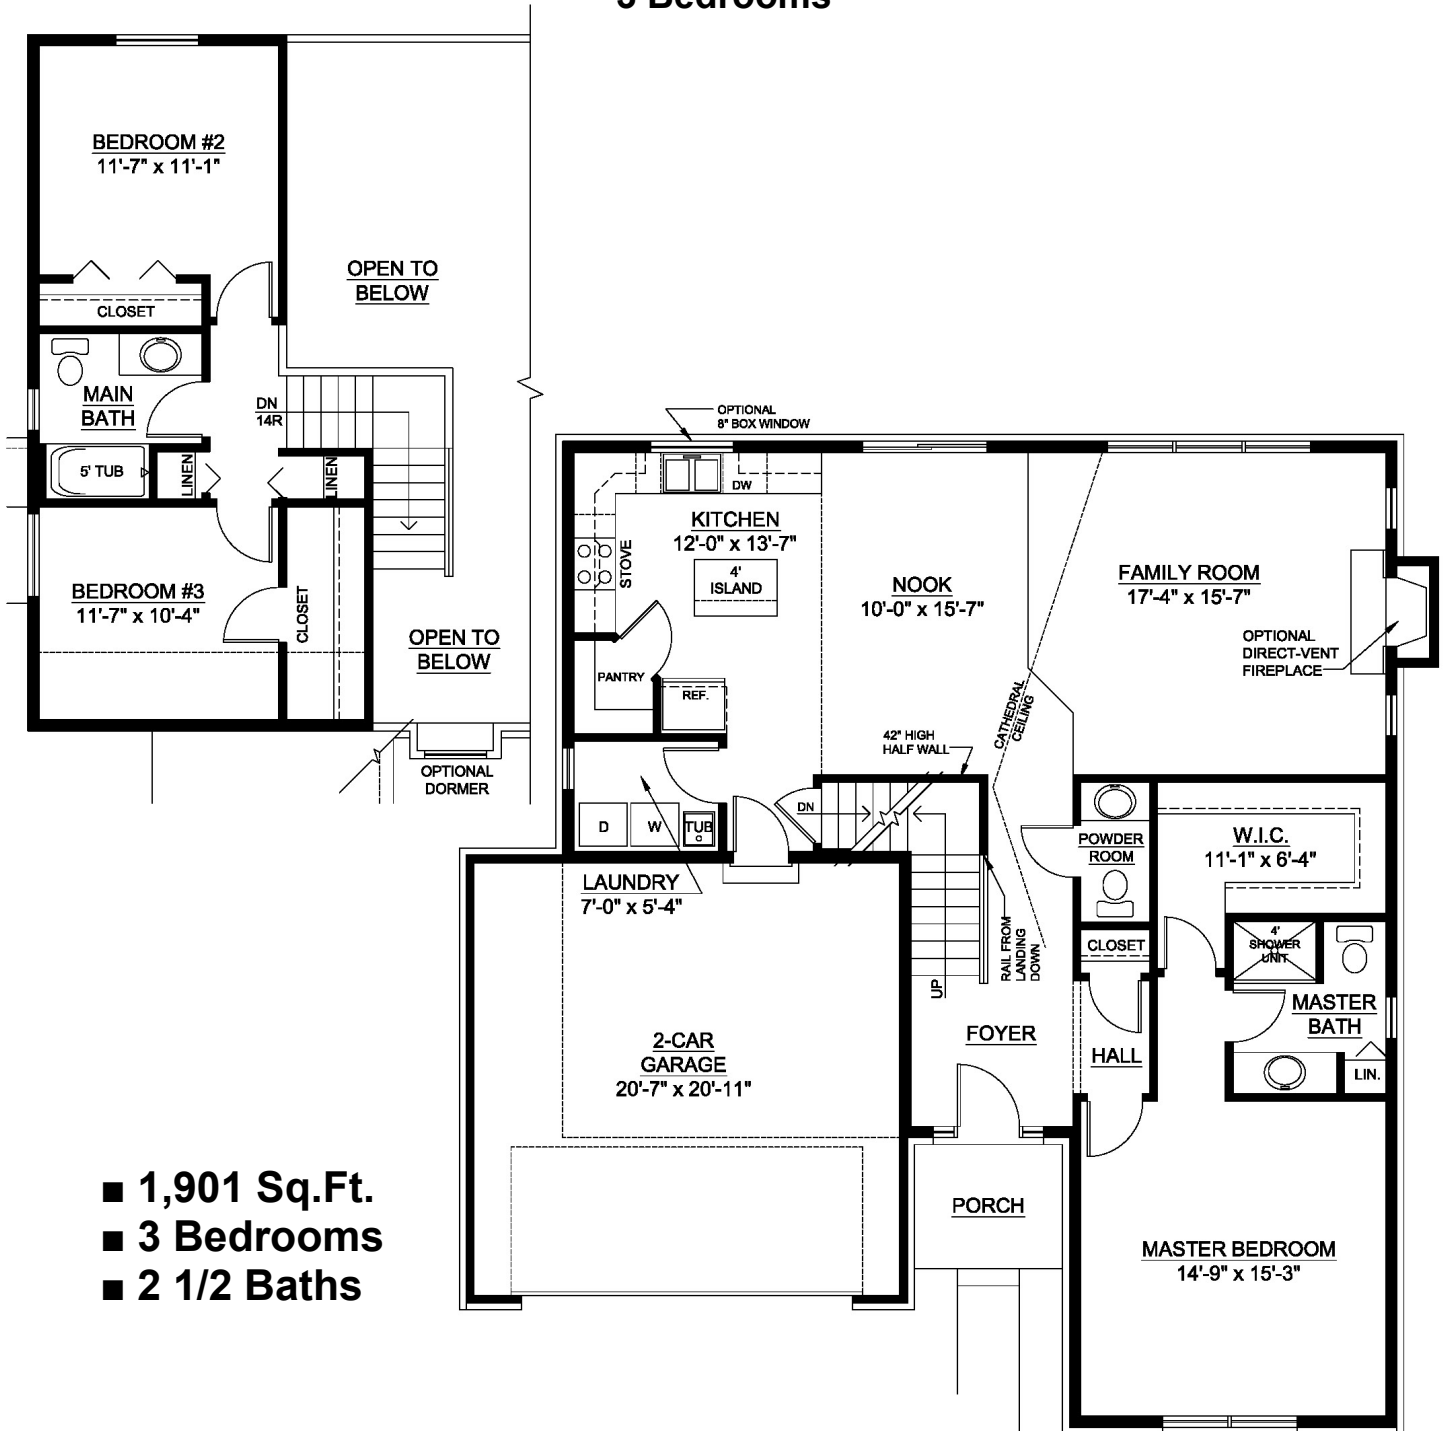 3 Bedrooms
BEDROOM #2
11'-7" x 11'-1"
CLOSET
OPEN TO
BELOW
MAIN
BATH
DN
14R
5' TUB
LINEN
LINEN
BEDROOM #3
11'-7" x 10'-4"
CLOSET
OPEN TO
BELOW
OPTIONAL
DORMER
OPTIONAL
8" BOX WINDOW
DW
KITCHEN
12'-0" x 13'-7"
STOVE
4'
ISLAND
NOOK
10'-0" x 15'-7"
FAMILY ROOM
17'-4" x 15'-7"
OPTIONAL
DIRECT-VENT
FIREPLACE
PANTRY
REF.
CATHEDRAL
CEILING
42" HIGH
HALF WALL
DN
D
W
TUB
POWDER
ROOM
W.I.C.
11'-1" x 6'-4"
LAUNDRY
7'-0" x 5'-4"
RAIL FROM
LANDING
DOWN
UP
CLOSET
4'
SHOWER
UNIT
MASTER
BATH
FOYER
HALL
LIN.
2-CAR
GARAGE
20'-7" x 20'-11"
PORCH
MASTER BEDROOM
14'-9" x 15'-3"
■ 1,901 Sq.Ft.
■ 3 Bedrooms
■ 2 1/2 Baths